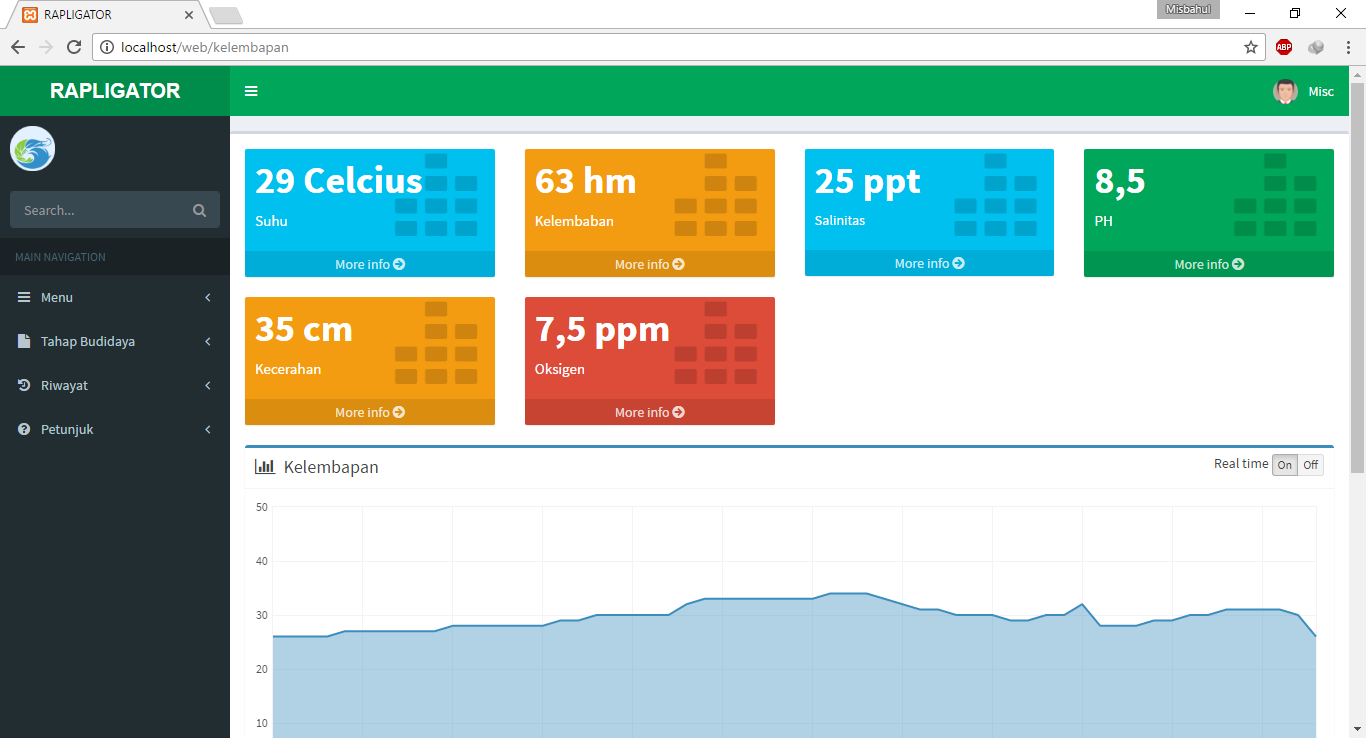 RAPLIGATOR
Misbahul
localhost/web/kelembapan
ABP
RAPLIGATOR
Misc
Search...
MAIN NAVIGATION
Menu
Tahap Budidaya
Riwayat
Petunjuk
29 Celcius
Suhu
More info
63 hm
Kelembaban
More info
25 ppt
Salinitas
More info
8,5
PH
More info
35 cm
Kecerahan
More info
7,5 ppm
Oksigen
More info
Kelembapan
Real time On Off
50
40
30
20
10